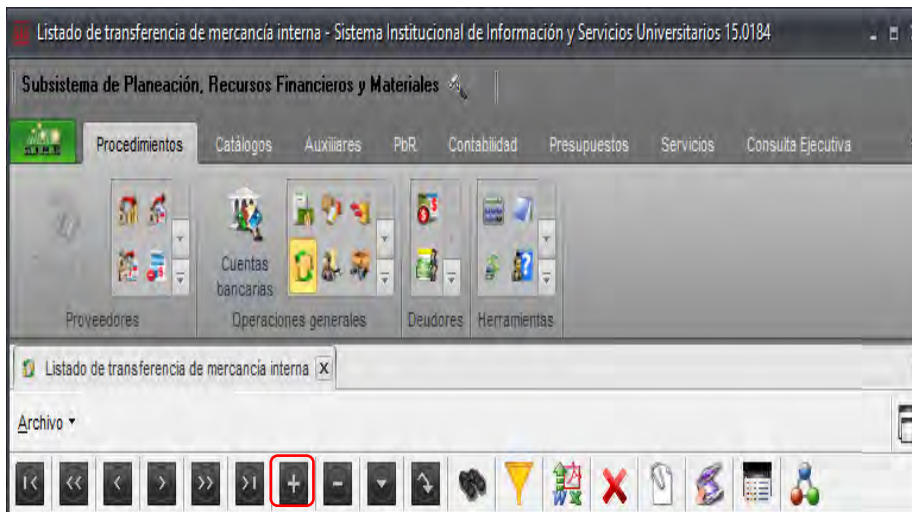 Listado de transferencia de mercancía interna - Sistema Institucional de Información y Servicios Universitarios 15.0184
Subsistema de Planeación, Recursos Financieros y Materiales
Procedimientos Catálogos Auxiliares PbR Contabilidad Presupuestos Servicios Consulta Ejecutiva
Cuentas
bancarias
Proveedores Operaciones generales Deudores Herramientas
Listado de transferencia de mercancía interna
Archivo